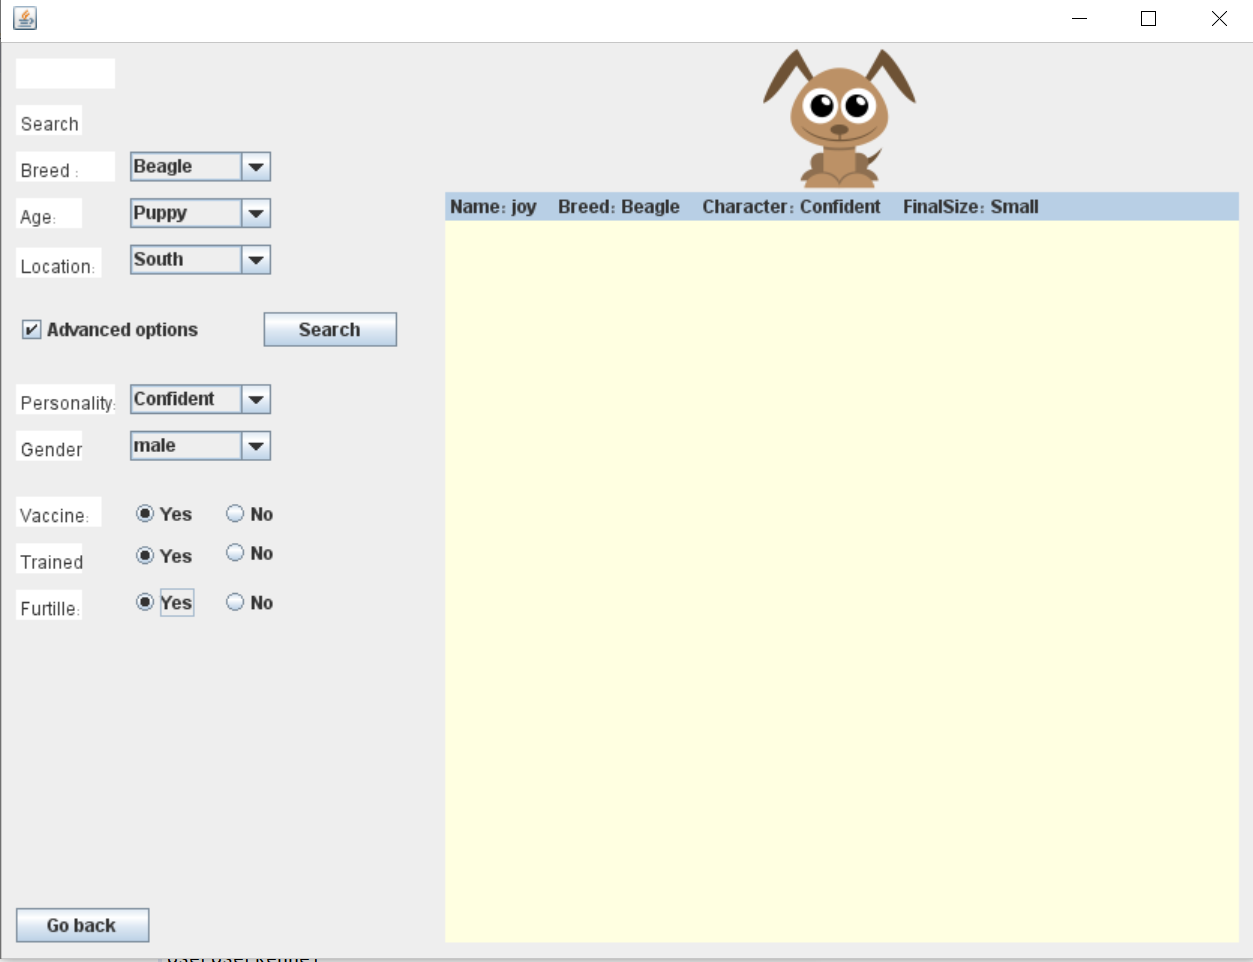 Search
Breed : Beagle
Age: Puppy
Location: South
Advanced options Search
Personality: Confident
Gender male
Vaccine: Yes No
Trained Yes No
Furtille: Yes No
Go back
Name: joy Breed: Beagle Character: Confident FinalSize: Small